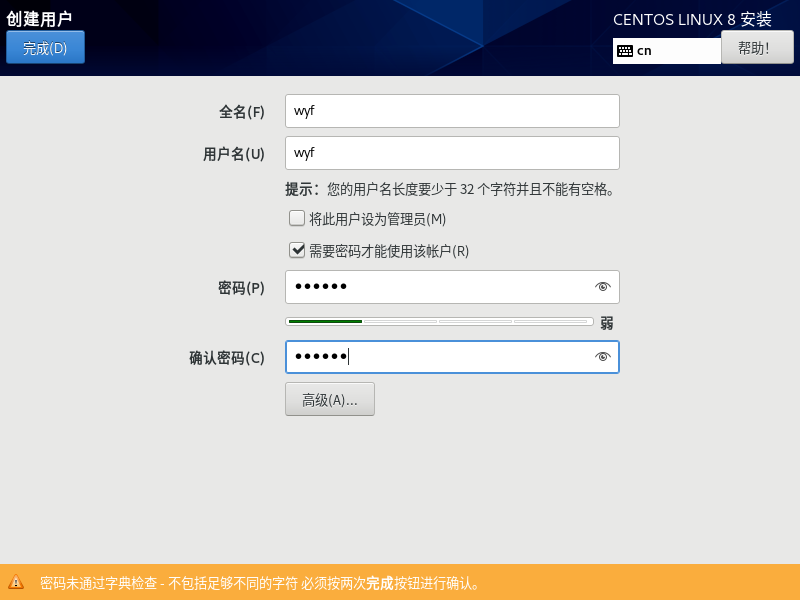 创建用户
CENTOS LINUX 8 安装
完成(D)
cn
帮助!
全名(F)
wyf
用户名(U)
wyf
提示：您的用户名长度要少于 32 个字符并且不能有空格。
将此用户设为管理员(M)
需要密码才能使用该帐户(R)
密码(P)
••••••
弱
确认密码(C)
••••••
高级(A)...
密码未通过字典检查 - 不包括足够不同的字符 必须按两次完成按钮进行确认。